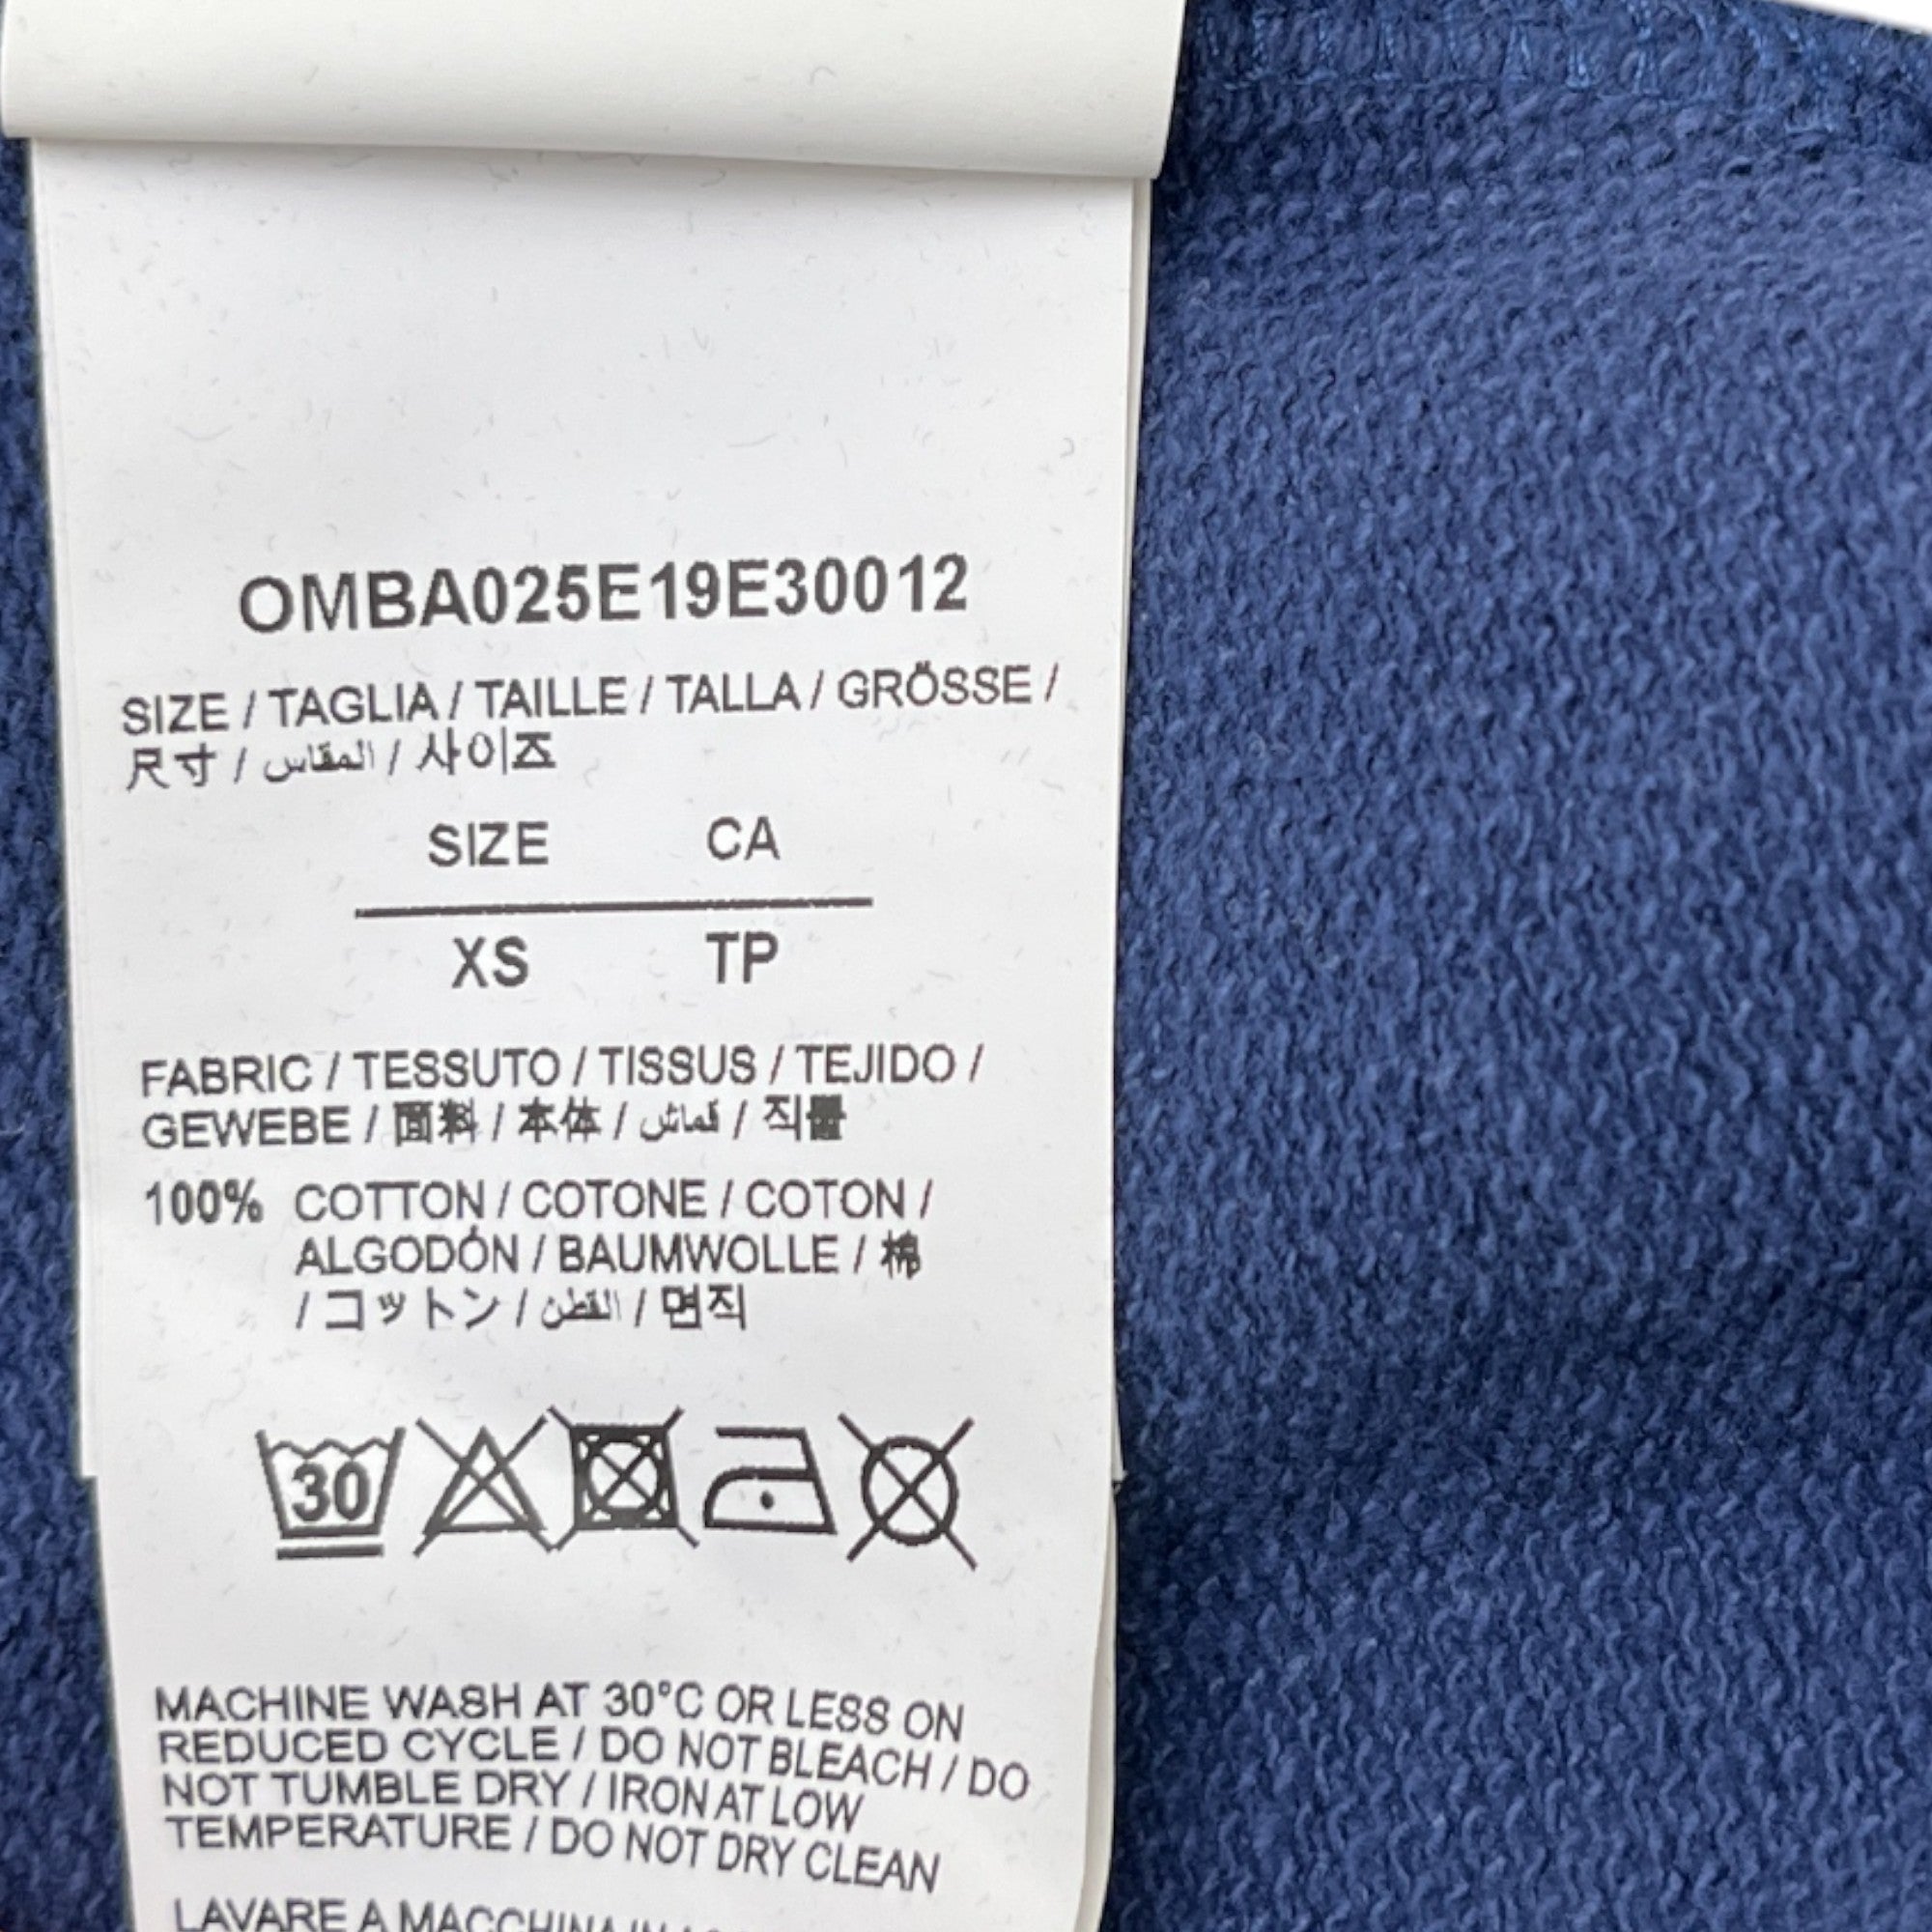 OMBA025E19E30012
SIZE / TAGLIA / TAILLE / TALLA / GRÖSSE /
尺寸 / المقاس / 사이즈
SIZE CA
XS TP
FABRIC / TESSUTO / TISSUS / TEJIDO /
GEWEBE / 面料 / 本体 / قماش / 직물
100% COTTON / COTONE / COTON /
ALGODÓN / BAUMWOLLE / 棉
/ コットン / القطن / 면직
30
MACHINE WASH AT 30°C OR LESS ON
REDUCED CYCLE / DO NOT BLEACH / DO
NOT TUMBLE DRY / IRON AT LOW
TEMPERATURE / DO NOT DRY CLEAN
LAVARE A MACCHINA